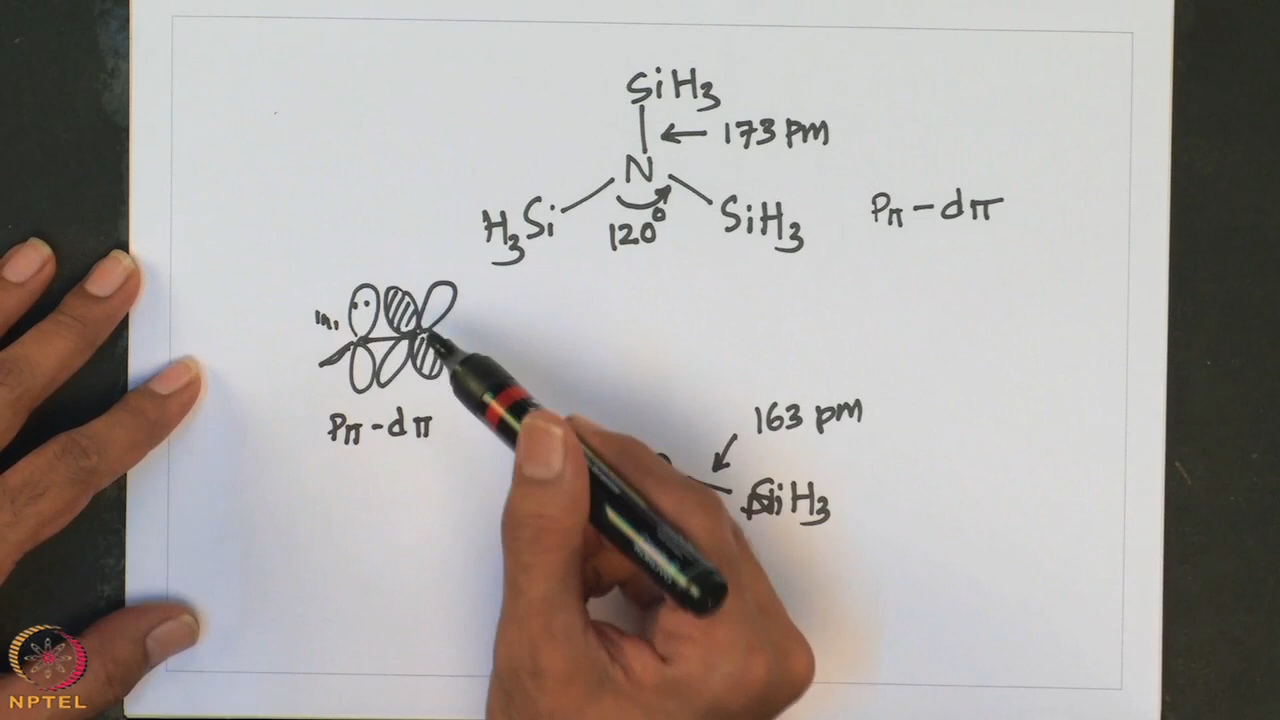 SiH3
173 pm
N
H3Si
120°
SiH3
Pπ-dπ
Pπ-dπ
163 pm
SiH3
NPTEL